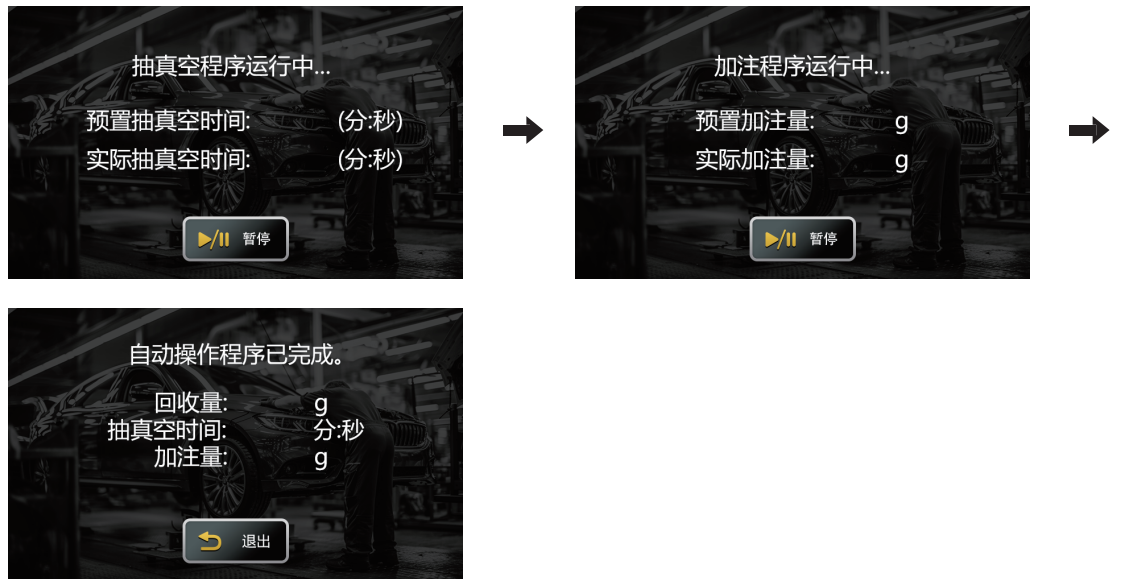 抽真空程序运行中...
预置抽真空时间: (分:秒)
实际抽真空时间: (分:秒)
暂停
加注程序运行中...
预置加注量: g
实际加注量: g
暂停
自动操作程序已完成。
回收量: g
抽真空时间: 分:秒
加注量: g
退出